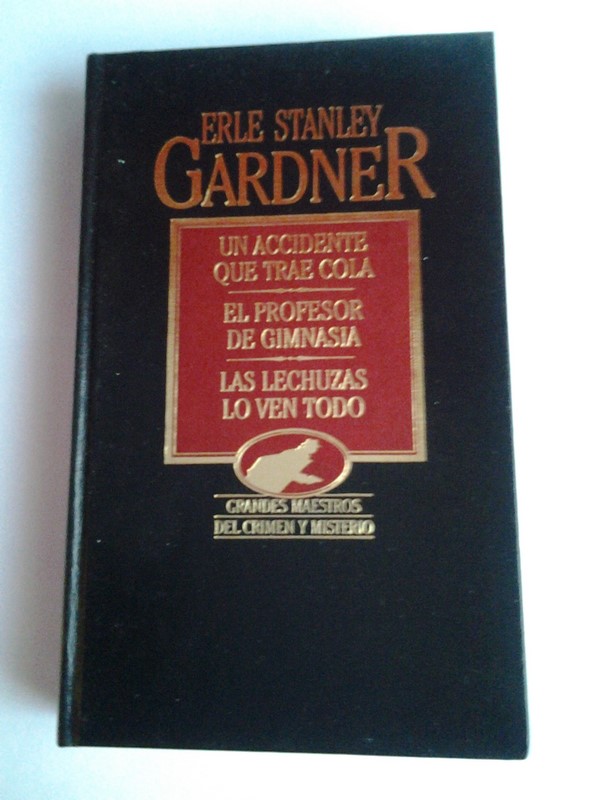 ERLE STANLEY
GARDNER
UN ACCIDENTE
QUE TRAE COLA
EL PROFESOR
DE GIMNASIA
LAS LECHUZAS
LO VEN TODO
GRANDES MAESTROS
DEL CRIMEN Y MISTERIO